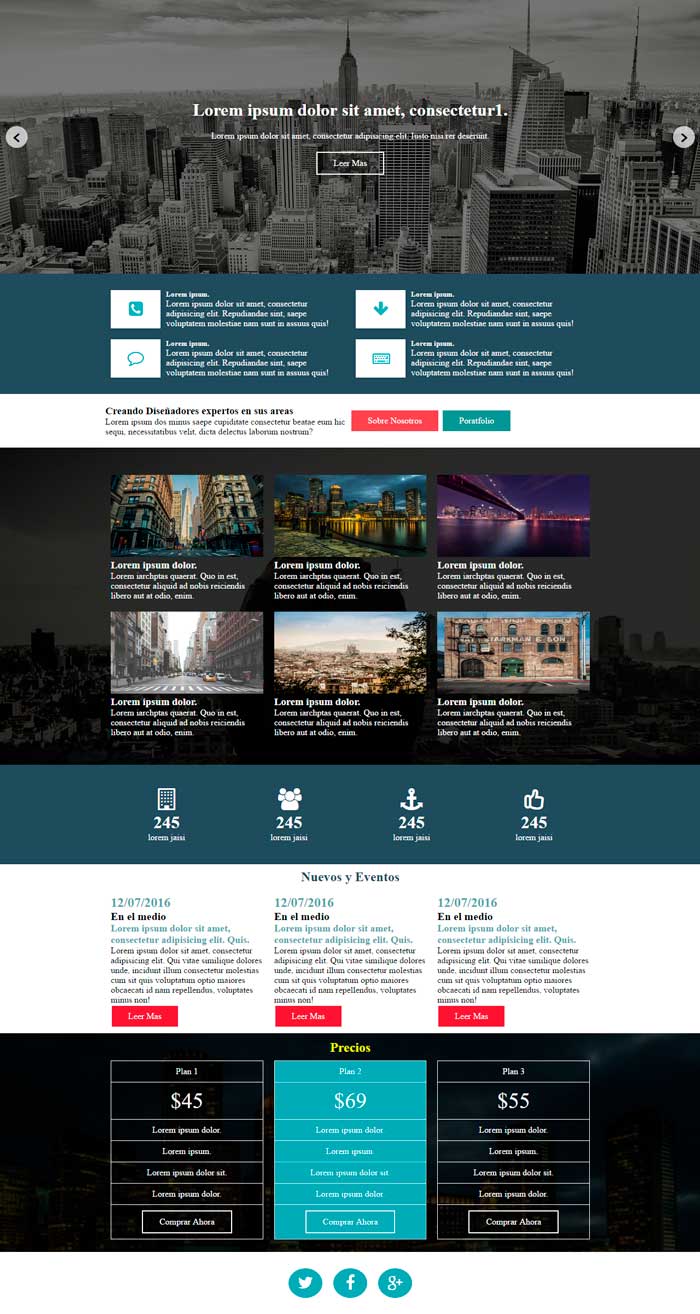 Lorem ipsum dolor sit amet, consectetur1.
Lorem ipsum dolor sit amet, consectetur adipisicing elit. Iusto nisi rer deserunt.
Leer Mas
Lorem ipsum.
Lorem ipsum dolor sit amet, consectetur
adipisicing elit. Repudiandae sint, saepe
voluptatem molestiae nam sunt in assuus quis!
Lorem ipsum.
Lorem ipsum dolor sit amet, consectetur
adipisicing elit. Repudiandae sint, saepe
voluptatem molestiae nam sunt in assuus quis!
Lorem ipsum.
Lorem ipsum dolor sit amet, consectetur
adipisicing elit. Repudiandae sint, saepe
voluptatem molestiae nam sunt in assuus quis!
Lorem ipsum.
Lorem ipsum dolor sit amet, consectetur
adipisicing elit. Repudiandae sint, saepe
voluptatem molestiae nam sunt in assuus quis!
Creando Diseñadores expertos en sus areas
Lorem ipsum dos minus saepe cupiditate consectetur beatae eum hic
sequi, necessitatibus velit, dicta delectus laborum nostrum?
Sobre Nosotros
Poratfolio
Lorem ipsum dolor.
Lorem iarchptas quaerat. Quo in est,
consectetur aliquid ad nobis reiciendis
libero aut at odio, enim.
Lorem ipsum dolor.
Lorem iarchptas quaerat. Quo in est,
consectetur aliquid ad nobis reiciendis
libero aut at odio, enim.
Lorem ipsum dolor.
Lorem iarchptas quaerat. Quo in est,
consectetur aliquid ad nobis reiciendis
libero aut at odio, enim.
Lorem ipsum dolor.
Lorem iarchptas quaerat. Quo in est,
consectetur aliquid ad nobis reiciendis
libero aut at odio, enim.
Lorem ipsum dolor.
Lorem iarchptas quaerat. Quo in est,
consectetur aliquid ad nobis reiciendis
libero aut at odio, enim.
TARKMAN & SON
Lorem ipsum dolor.
Lorem iarchptas quaerat. Quo in est,
consectetur aliquid ad nobis reiciendis
libero aut at odio, enim.
245
lorem jaisi
245
lorem jaisi
245
lorem jaisi
245
lorem jaisi
Nuevos y Eventos
12/07/2016
En el medio
Lorem ipsum dolor sit amet,
consectetur adipisicing elit. Quis.
Lorem ipsum dolor sit amet, consectetur
adipisicing elit. Qui vitae similique dolores
unde, incidunt illum consectetur molestias
cum sit quis voluptatum optio maiores
obcaecati id nam repellendus, voluptates
minus non!
Leer Mas
12/07/2016
En el medio
Lorem ipsum dolor sit amet,
consectetur adipisicing elit. Quis.
Lorem ipsum dolor sit amet, consectetur
adipisicing elit. Qui vitae similique dolores
unde, incidunt illum consectetur molestias
cum sit quis voluptatum optio maiores
obcaecati id nam repellendus, voluptates
minus non!
Leer Mas
12/07/2016
En el medio
Lorem ipsum dolor sit amet,
consectetur adipisicing elit. Quis.
Lorem ipsum dolor sit amet, consectetur
adipisicing elit. Qui vitae similique dolores
unde, incidunt illum consectetur molestias
cum sit quis voluptatum optio maiores
obcaecati id nam repellendus, voluptates
minus non!
Leer Mas
Precios
Plan 1
$45
Lorem ipsum dolor.
Lorem ipsum.
Lorem ipsum dolor sit.
Lorem ipsum dolor.
Comprar Ahora
Plan 2
$69
Lorem ipsum dolor
Lorem ipsum
Lorem ipsum dolor sit
Lorem ipsum dolor
Comprar Ahora
Plan 3
$55
Lorem ipsum dolor.
Lorem ipsum.
Lorem ipsum dolor sit.
Lorem ipsum dolor.
Comprar Ahora